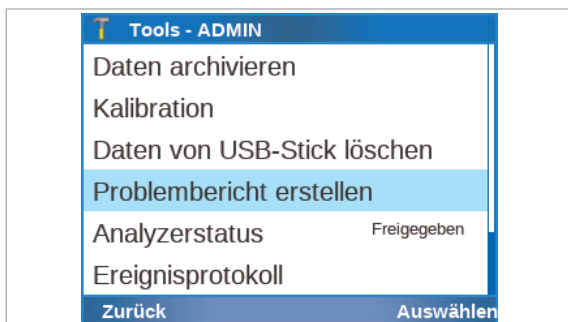 Tools - ADMIN
Daten archivieren
Kalibration
Daten von USB-Stick löschen
Problembericht erstellen
Analyzerstatus Freigegeben
Ereignisprotokoll
Zurück Auswählen